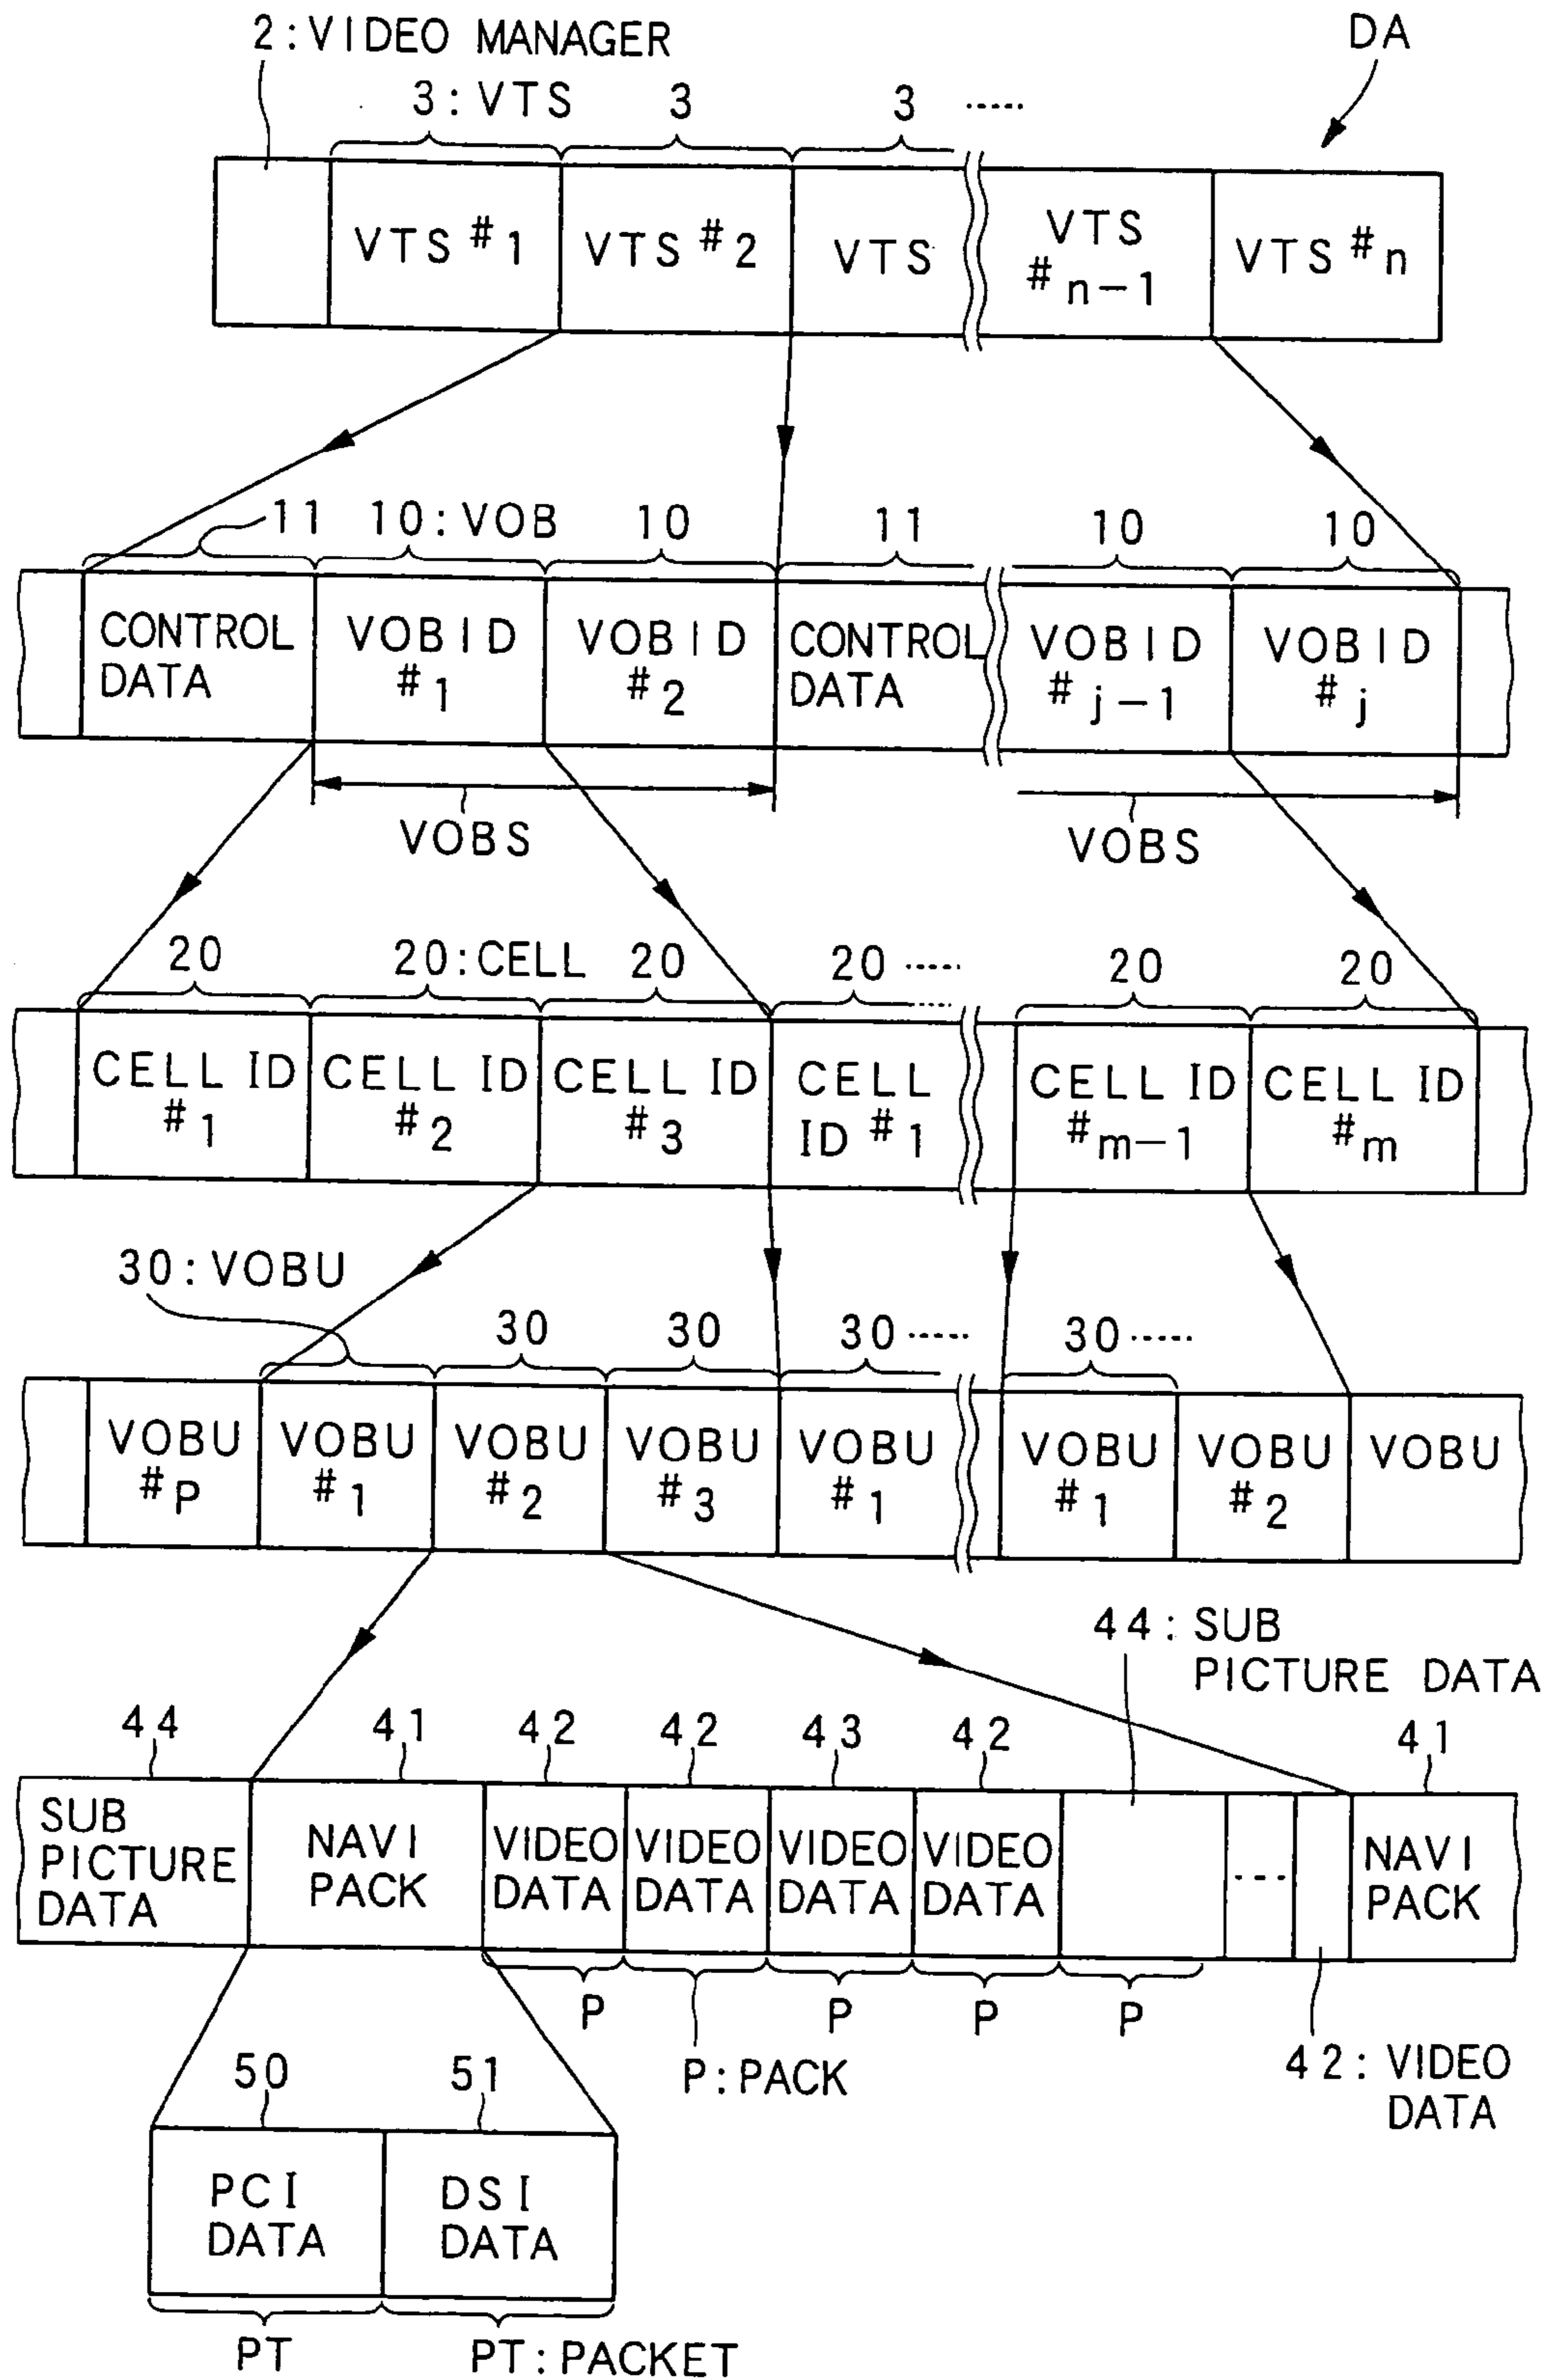 2:VIDEO MANAGER
DA
3:VTS 3 3 .....
VTS #1
VTS #2
VTS
VTS
#n-1
VTS #n
11 10:VOB 10 11 10 10
CONTROL
DATA
VOB ID
#1
VOB ID
#2
CONTROL
DATA
VOB ID
#j-1
VOB ID
#j
VOBS
VOBS
20 20:CELL 20 20 ..... 20 20
CELL ID
#1
CELL ID
#2
CELL ID
#3
CELL
ID #1
CELL ID
#m-1
CELL ID
#m
30:VOBU
30 30 30 ..... 30 .....
VOBU
#P
VOBU
#1
VOBU
#2
VOBU
#3
VOBU
#1
VOBU
#1
VOBU
#2
VOBU
44:SUB
PICTURE DATA
44 41 42 42 43 42 41
SUB
PICTURE
DATA
NAVI
PACK
VIDEO
DATA
VIDEO
DATA
VIDEO
DATA
VIDEO
DATA
...
NAVI
PACK
P P P P
P:PACK
42:VIDEO
DATA
50 51
PCI
DATA
DSI
DATA
PT PT:PACKET